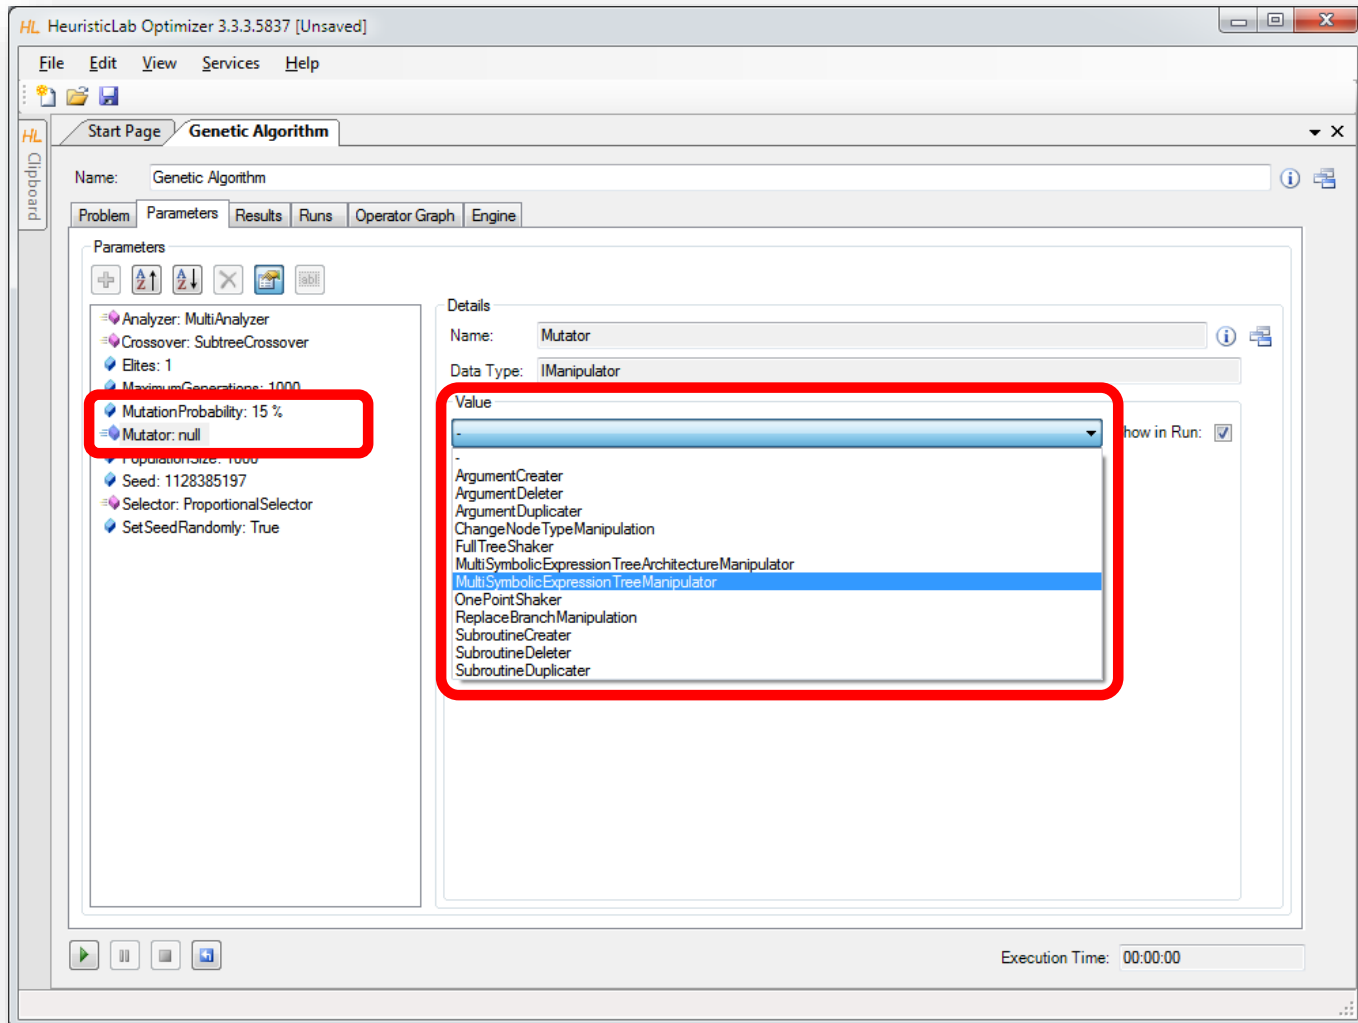 HL HeuristicLab Optimizer 3.3.3.5837 [Unsaved]
File Edit View Services Help
HL Clipboard
Start Page Genetic Algorithm
Name: Genetic Algorithm
Problem Parameters Results Runs Operator Graph Engine
Parameters
Analyzer: MultiAnalyzer
Crossover: SubtreeCrossover
Elites: 1
MaximumGenerations: 1000
MutationProbability: 15 %
Mutator: null
PopulationSize: 1000
Seed: 1128385197
Selector: ProportionalSelector
SetSeedRandomly: True
Details
Name: Mutator
Data Type: IManipulator
Value
- how in Run:
-
ArgumentCreater
ArgumentDeleter
ArgumentDuplicater
ChangeNodeTypeManipulation
FullTreeShaker
MultiSymbolicExpressionTreeArchitectureManipulator
MultiSymbolicExpressionTreeManipulator
OnePointShaker
ReplaceBranchManipulation
SubroutineCreater
SubroutineDeleter
SubroutineDuplicater
Execution Time: 00:00:00